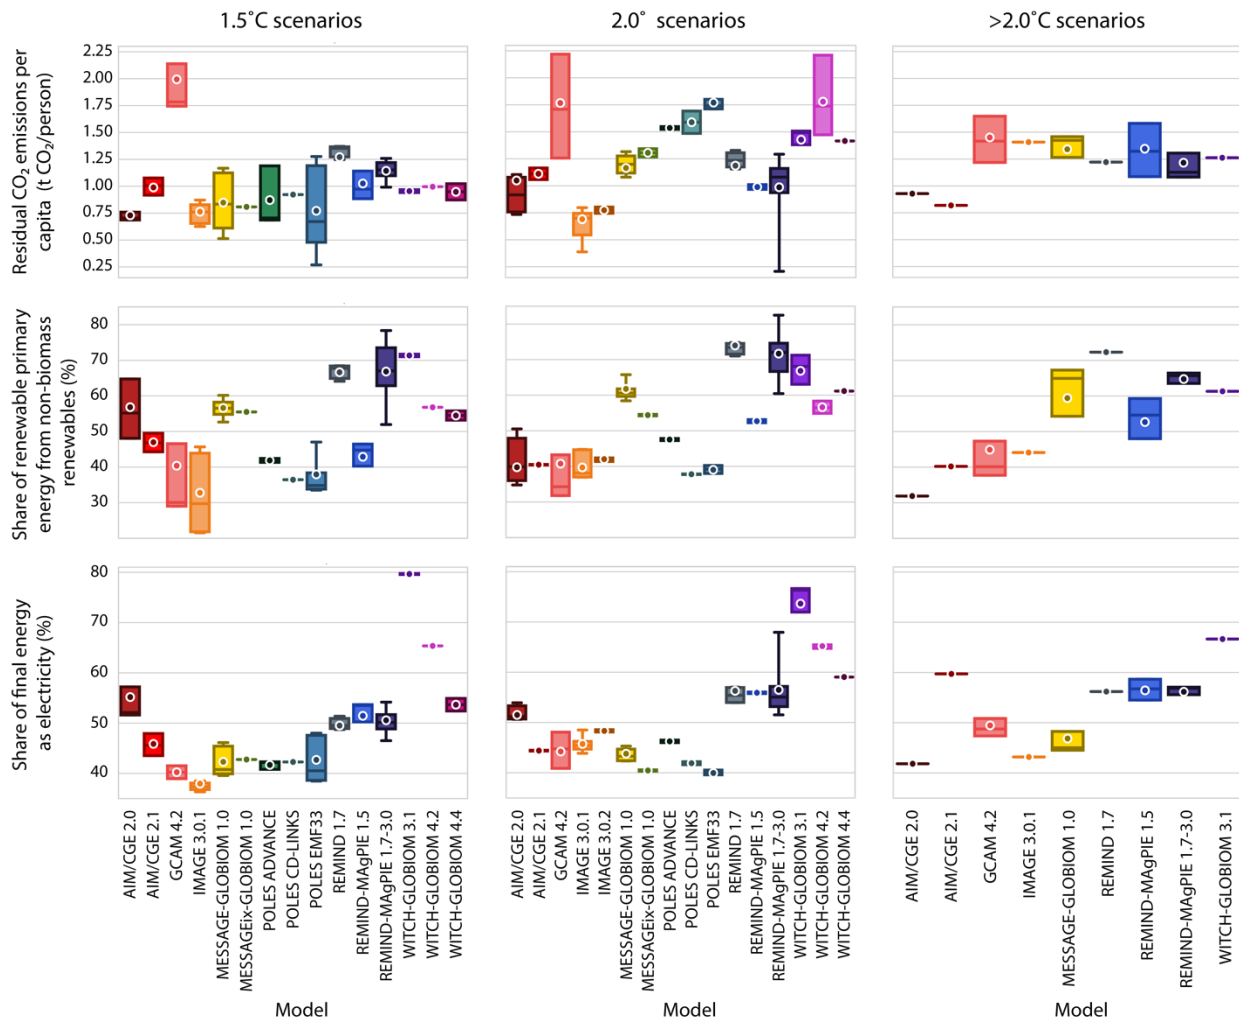 1.5˚C scenarios
2.0˚ scenarios
>2.0˚C scenarios
Residual CO₂ emissions per
capita (t CO₂/person)
2.25
2.00
1.75
1.50
1.25
1.00
0.75
0.50
0.25
Share of renewable primary
energy from non-biomass
renewables (%)
80
70
60
50
40
30
Share of final energy
as electricity (%)
80
70
60
50
40
AIM/CGE 2.0
AIM/CGE 2.1
GCAM 4.2
IMAGE 3.0.1
MESSAGE-GLOBIOM 1.0
MESSAGEix-GLOBIOM 1.0
POLES ADVANCE
POLES CD-LINKS
POLES EMF33
REMIND 1.7
REMIND-MAgPIE 1.5
REMIND-MAgPIE 1.7-3.0
WITCH-GLOBIOM 3.1
WITCH-GLOBIOM 4.2
WITCH-GLOBIOM 4.4
Model
AIM/CGE 2.0
AIM/CGE 2.1
GCAM 4.2
IMAGE 3.0.1
IMAGE 3.0.2
MESSAGE-GLOBIOM 1.0
MESSAGEix-GLOBIOM 1.0
POLES ADVANCE
POLES CD-LINKS
POLES EMF33
REMIND 1.7
REMIND-MAgPIE 1.5
REMIND-MAgPIE 1.7-3.0
WITCH-GLOBIOM 3.1
WITCH-GLOBIOM 4.2
WITCH-GLOBIOM 4.4
Model
AIM/CGE 2.0
AIM/CGE 2.1
GCAM 4.2
IMAGE 3.0.1
MESSAGE-GLOBIOM 1.0
REMIND 1.7
REMIND-MAgPIE 1.5
REMIND-MAgPIE 1.7-3.0
WITCH-GLOBIOM 3.1
Model